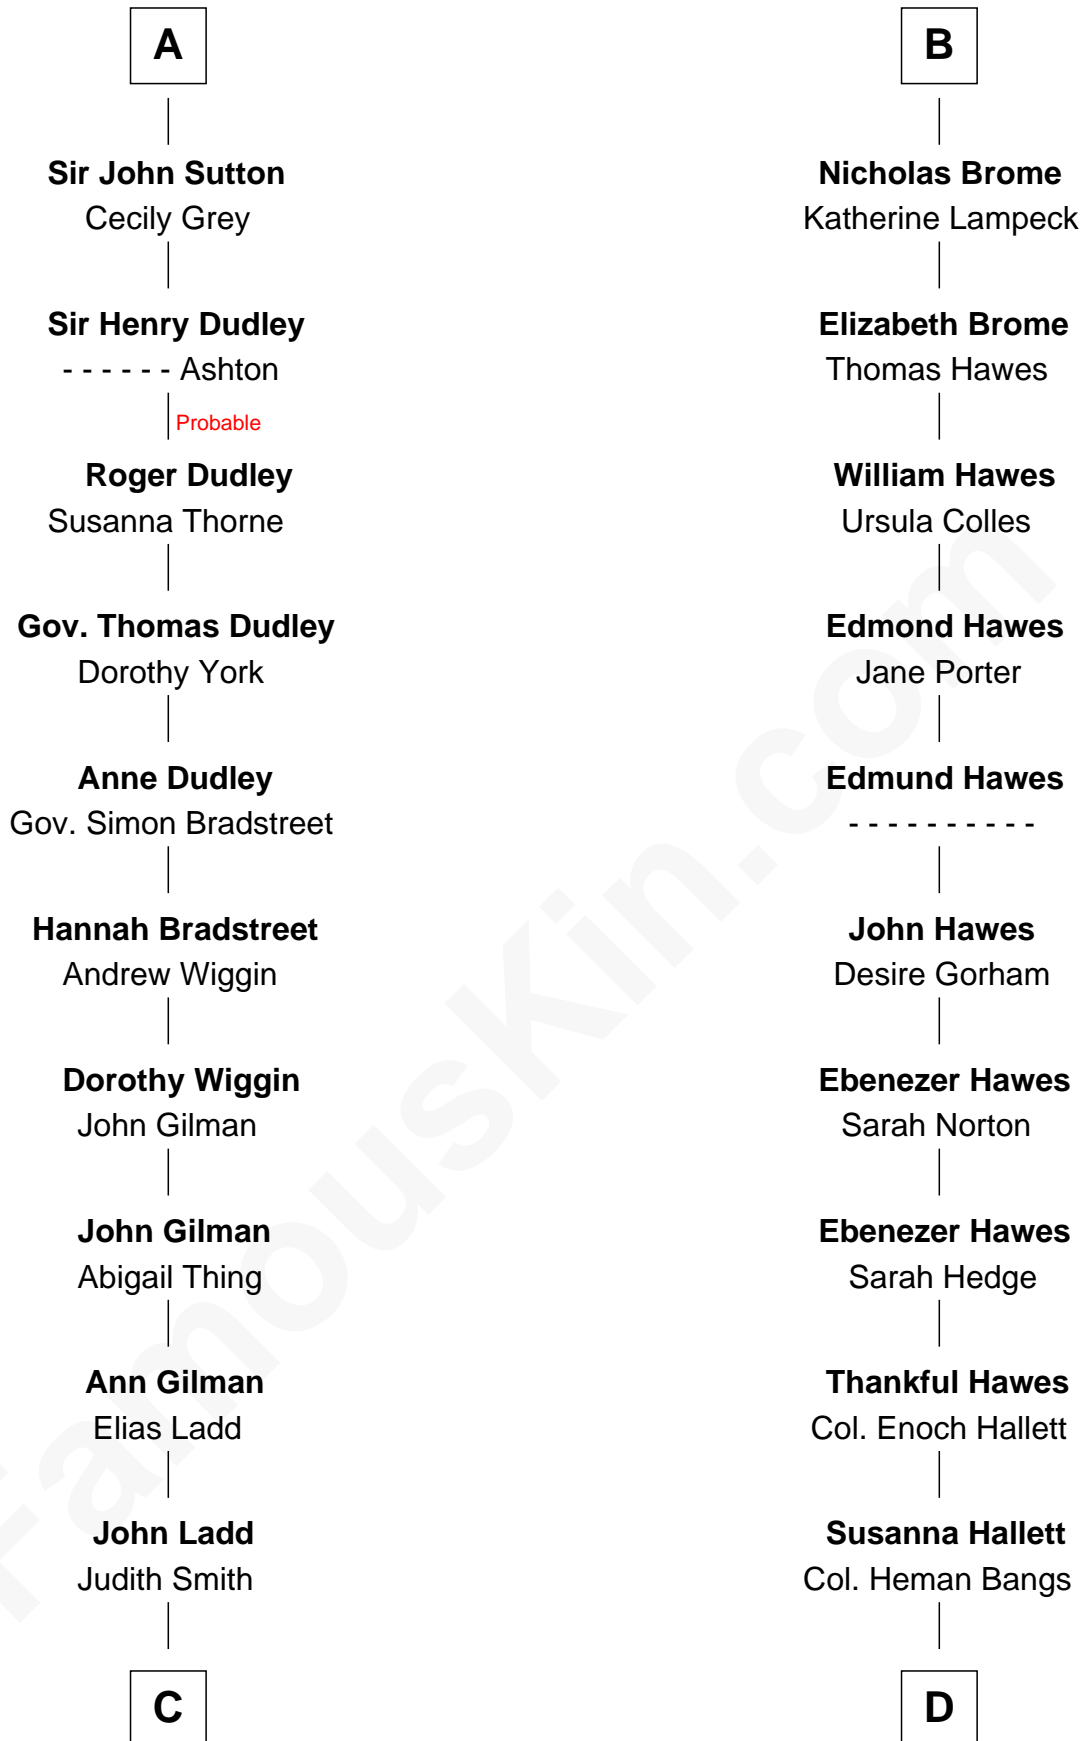 A
Sir John Sutton
Cecily Grey
Sir Henry Dudley
- - - - - - Ashton
Probable
Roger Dudley
Susanna Thorne
Gov. Thomas Dudley
Dorothy York
Anne Dudley
Gov. Simon Bradstreet
Hannah Bradstreet
Andrew Wiggin
Dorothy Wiggin
John Gilman
John Gilman
Abigail Thing
Ann Gilman
Elias Ladd
John Ladd
Judith Smith
C
B
Nicholas Brome
Katherine Lampeck
Elizabeth Brome
Thomas Hawes
William Hawes
Ursula Colles
Edmond Hawes
Jane Porter
Edmund Hawes
- - - - - - - - - -
John Hawes
Desire Gorham
Ebenezer Hawes
Sarah Norton
Ebenezer Hawes
Sarah Hedge
Thankful Hawes
Col. Enoch Hallett
Susanna Hallett
Col. Heman Bangs
D
FamousKin.com